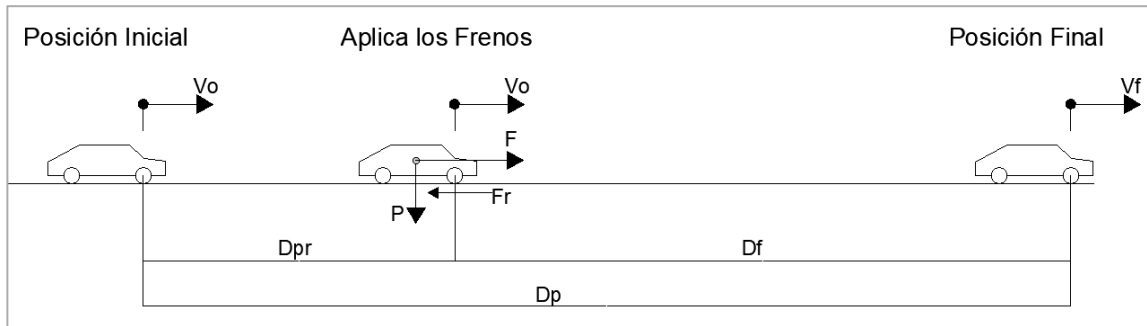 Posición Inicial Aplica los Frenos Posición Final
Vo Vo Vf
F
Fr
P
Dpr Df
Dp